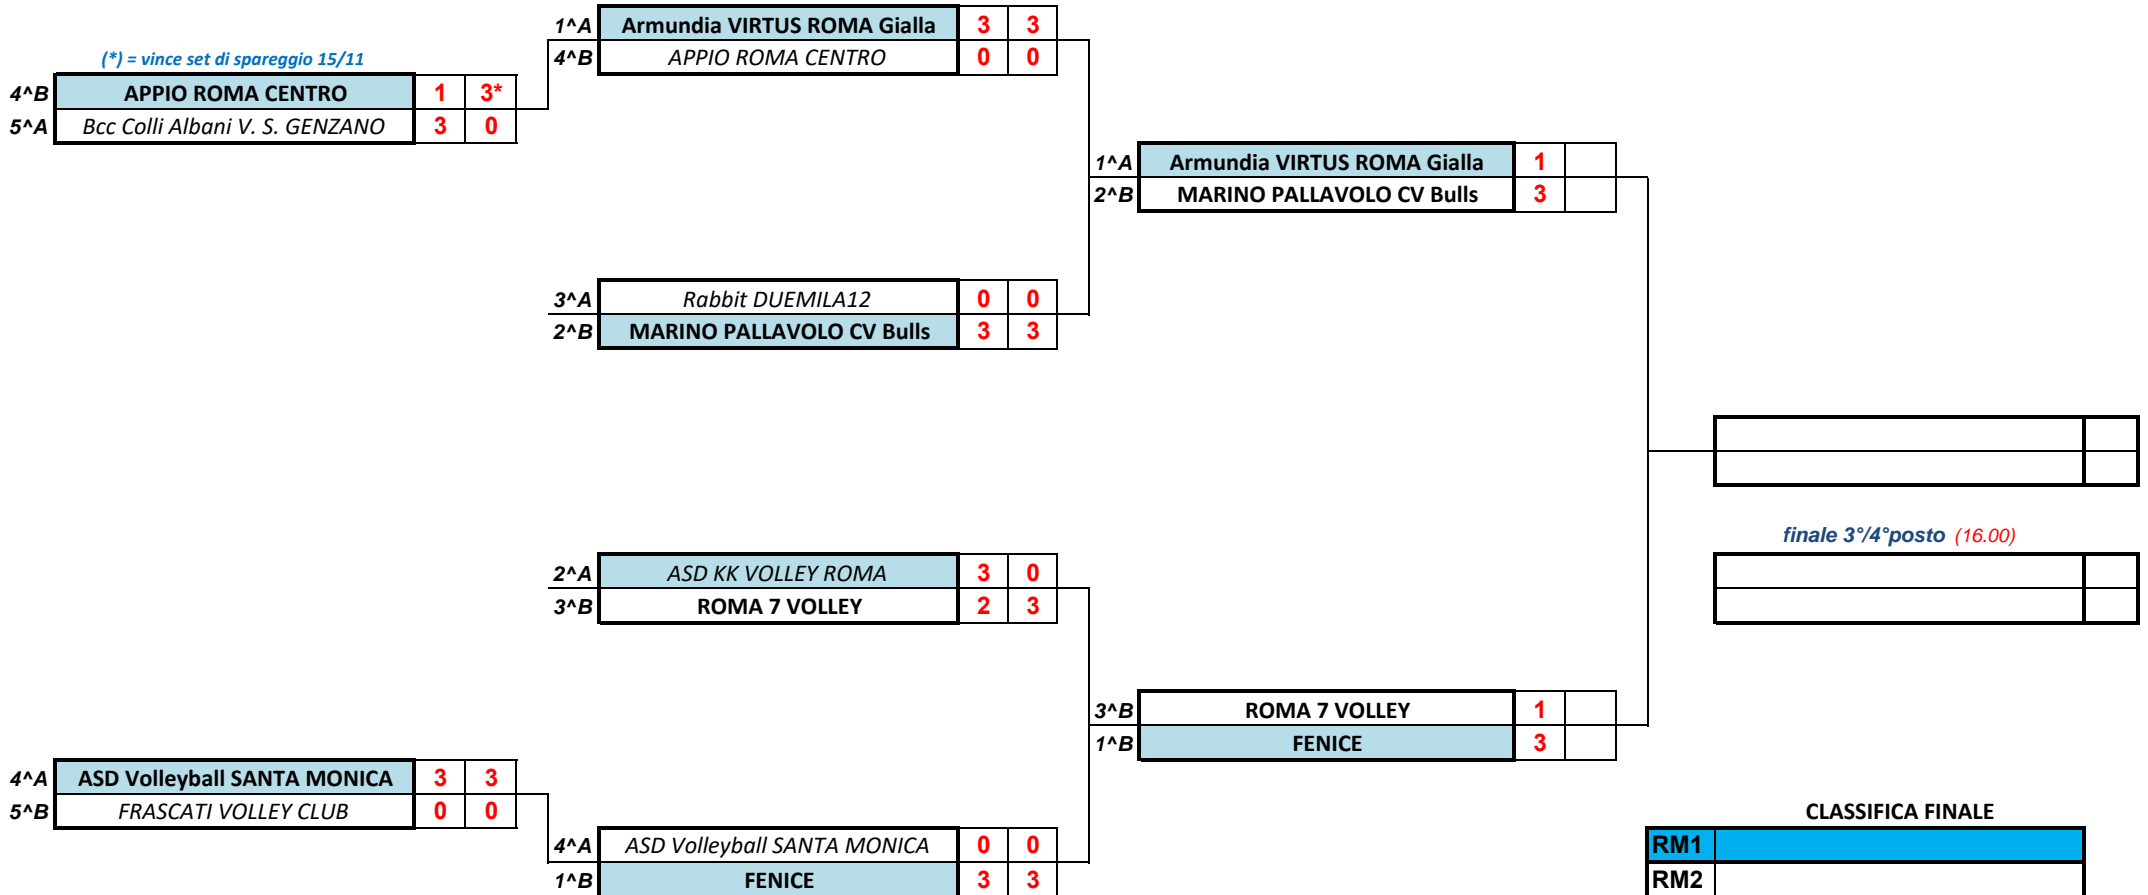 1^A Armundia VIRTUS ROMA Gialla 3 3
4^B APPIO ROMA CENTRO 0 0
(*) = vince set di spareggio 15/11
4^B APPIO ROMA CENTRO 1 3*
5^A Bcc Colli Albani V. S. GENZANO 3 0
1^A Armundia VIRTUS ROMA Gialla 1
2^B MARINO PALLAVOLO CV Bulls 3
3^A Rabbit DUEMILA12 0 0
2^B MARINO PALLAVOLO CV Bulls 3 3
finale 3°/4°posto (16.00)
2^A ASD KK VOLLEY ROMA 3 0
3^B ROMA 7 VOLLEY 2 3
3^B ROMA 7 VOLLEY 1
1^B FENICE 3
4^A ASD Volleyball SANTA MONICA 3 3
5^B FRASCATI VOLLEY CLUB 0 0
CLASSIFICA FINALE
4^A ASD Volleyball SANTA MONICA 0 0
1^B FENICE 3 3
RM1
RM2